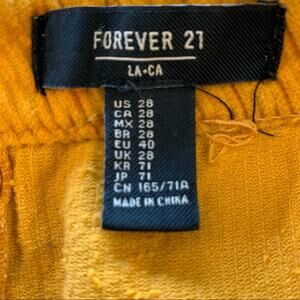 FOREVER 21
LA•CA
US 28
CA 28
MX 28
BR 28
EU 40
UK 28
KR 71
JP 71
CN 165/71A
MADE IN CHINA